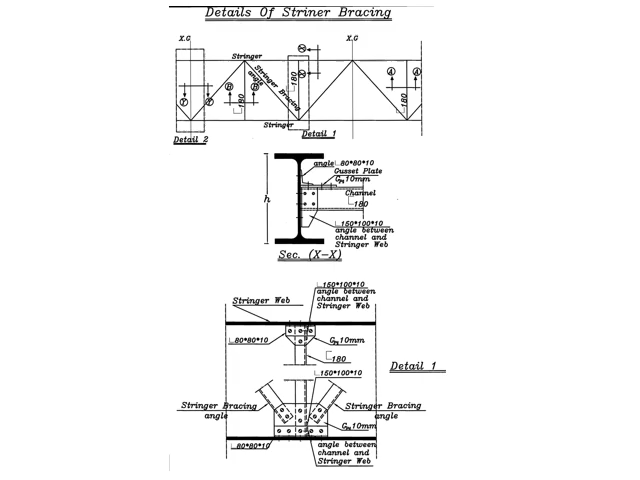 Details Of Striner Bracing
X.G
X.G
Stringer
Stringer Bracing
angle
180
180
180
Stringer
Detail 2
Detail 1
angle 80*80*10
Gusset Plate
10mm
Channel
180
h
150*100*10
angle between
channel and
Stringer Web
Sec. (X-X)
150*100*10
angle between
channel and
Stringer Web
Stringer Web
80*80*10
10mm
180
Detail 1
150*100*10
Stringer Bracing
angle
Stringer Bracing
angle
10mm
80*80*10
angle between
channel and
Stringer Web